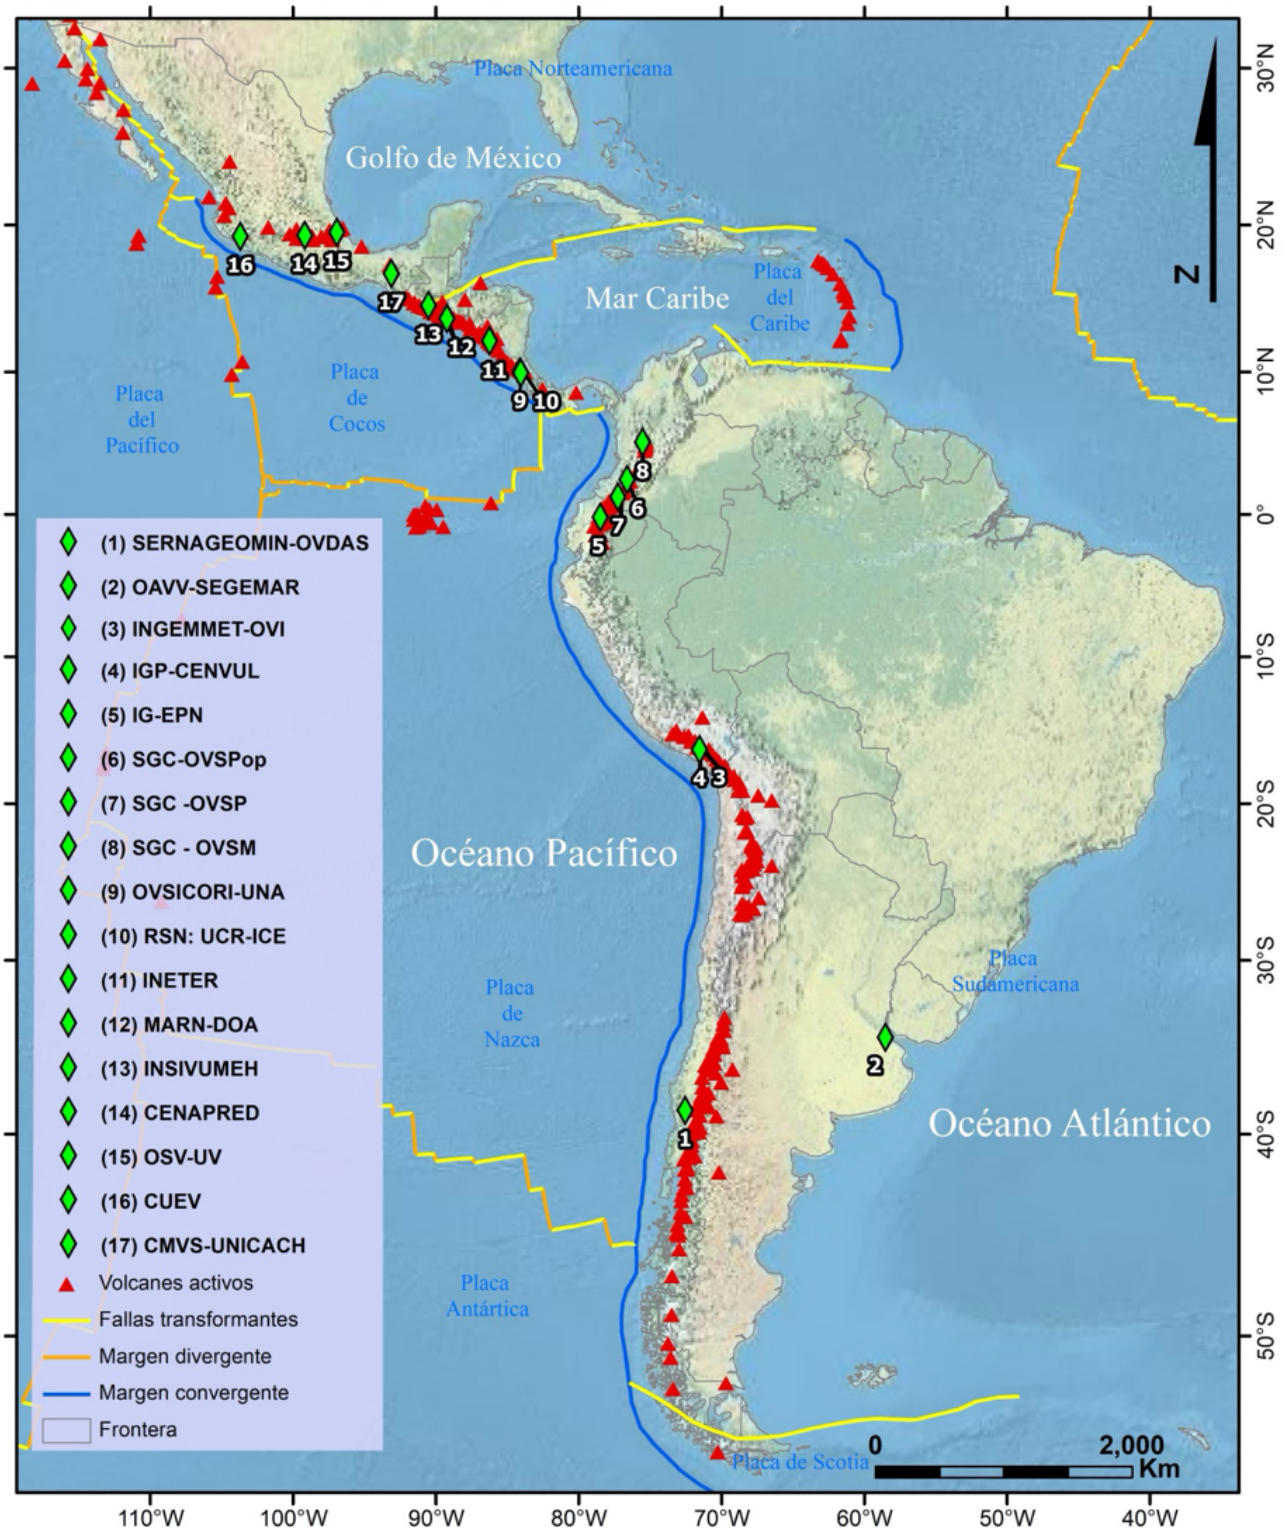 Placa Norteamericana
30°N
Golfo de México
20°N
16
14
15
17
Mar Caribe
Placa
del
Caribe
13
12
11
10°N
9
10
Placa
del
Pacífico
Placa
de
Cocos
8
6
7
5
0°
N
(1) SERNAGEOMIN-OVDAS
(2) OAVV-SEGEMAR
(3) INGEMMET-OVI
(4) IGP-CENVUL
(5) IG-EPN
(6) SGC-OVSPop
(7) SGC -OVSP
(8) SGC - OVSM
(9) OVSICORI-UNA
(10) RSN: UCR-ICE
(11) INETER
(12) MARN-DOA
(13) INSIVUMEH
(14) CENAPRED
(15) OSV-UV
(16) CUEV
(17) CMVS-UNICACH
Volcanes activos
Fallas transformantes
Margen divergente
Margen convergente
Frontera
10°S
4
3
20°S
Océano Pacífico
30°S
Placa
Sudamericana
Placa
de
Nazca
2
1
Océano Atlántico
40°S
Placa
Antártica
50°S
Placa de Scotia
0
2,000
Km
110°W
100°W
90°W
80°W
70°W
60°W
50°W
40°W